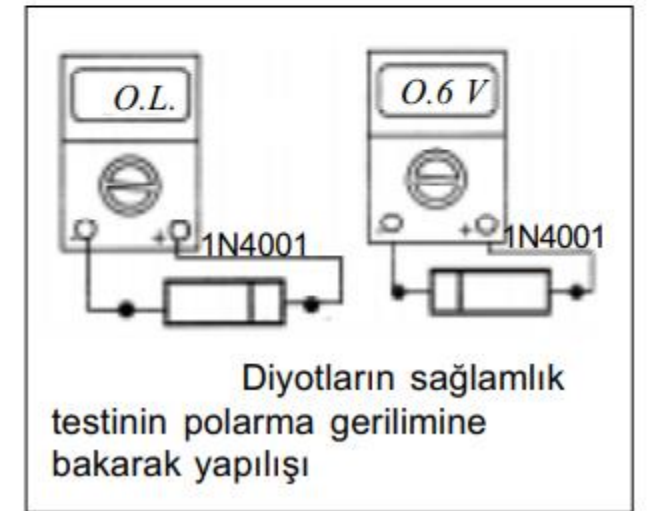 O.L.
O.6 V
- +
1N4001
- +
1N4001
Diyotların sağlamlık
testinin polarma gerilimine
bakarak yapılışı